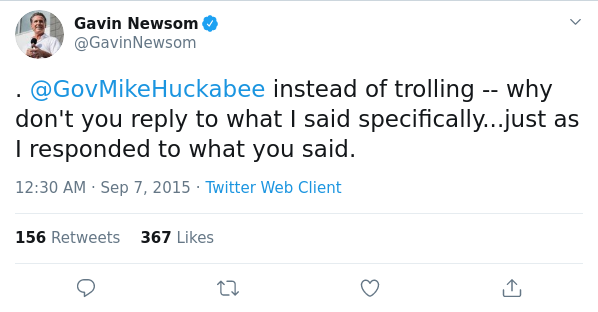 Gavin Newsom
@GavinNewsom
. @GovMikeHuckabee instead of trolling -- why
don't you reply to what I said specifically...just as
I responded to what you said.
12:30 AM · Sep 7, 2015 · Twitter Web Client
156 Retweets 367 Likes